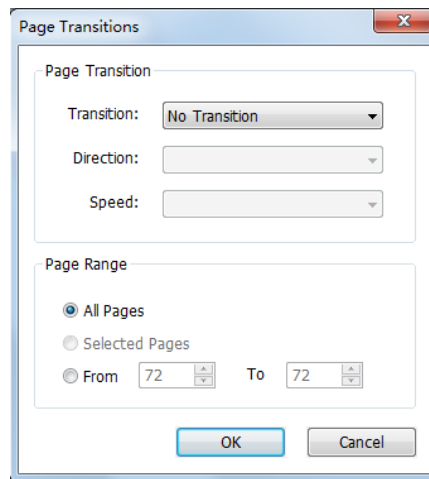 Page Transitions
Page Transition
Transition: No Transition
Direction:
Speed:
Page Range
All Pages
Selected Pages
From 72 To 72
OK Cancel